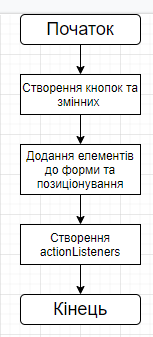 Початок
Створення кнопок та
змінних
Додання елементів
до форми та
позиціонування
Створення
actionListeners
Кінець